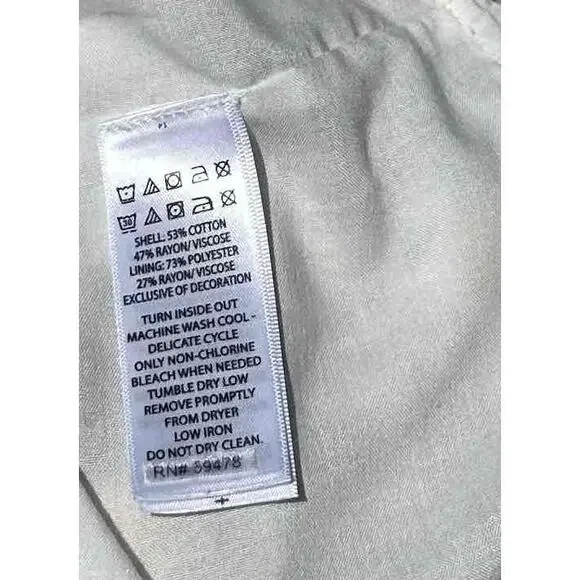 30
SHELL: 53% COTTON
47% RAYON/ VISCOSE
LINING: 73% POLYESTER
27% RAYON/ VISCOSE
EXCLUSIVE OF DECORATION
TURN INSIDE OUT
MACHINE WASH COOL -
DELICATE CYCLE
ONLY NON-CHLORINE
BLEACH WHEN NEEDED
TUMBLE DRY LOW
REMOVE PROMPTLY
FROM DRYER
LOW IRON
DO NOT DRY CLEAN.
RN# 59478